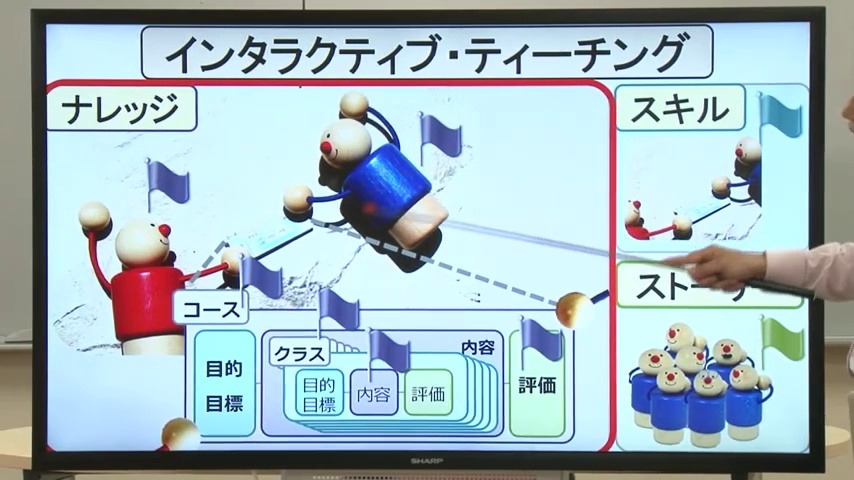 インタラクティブ・ティーチング
ナレッジ
スキル
コース
ストー
目的
目標
クラス
内容
目的
目標
内容
評価
評価
SHARP